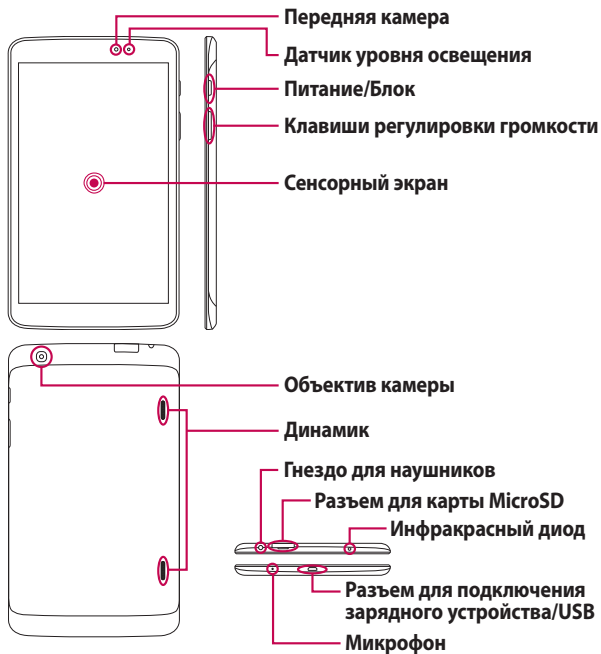 Передняя камера
Датчик уровня освещения
Питание/Блок
Клавиши регулировки громкости
Сенсорный экран
Объектив камеры
Динамик
Гнездо для наушников
Разъем для карты MicroSD
Инфракрасный диод
Разъем для подключения
зарядного устройства/USB
Микрофон